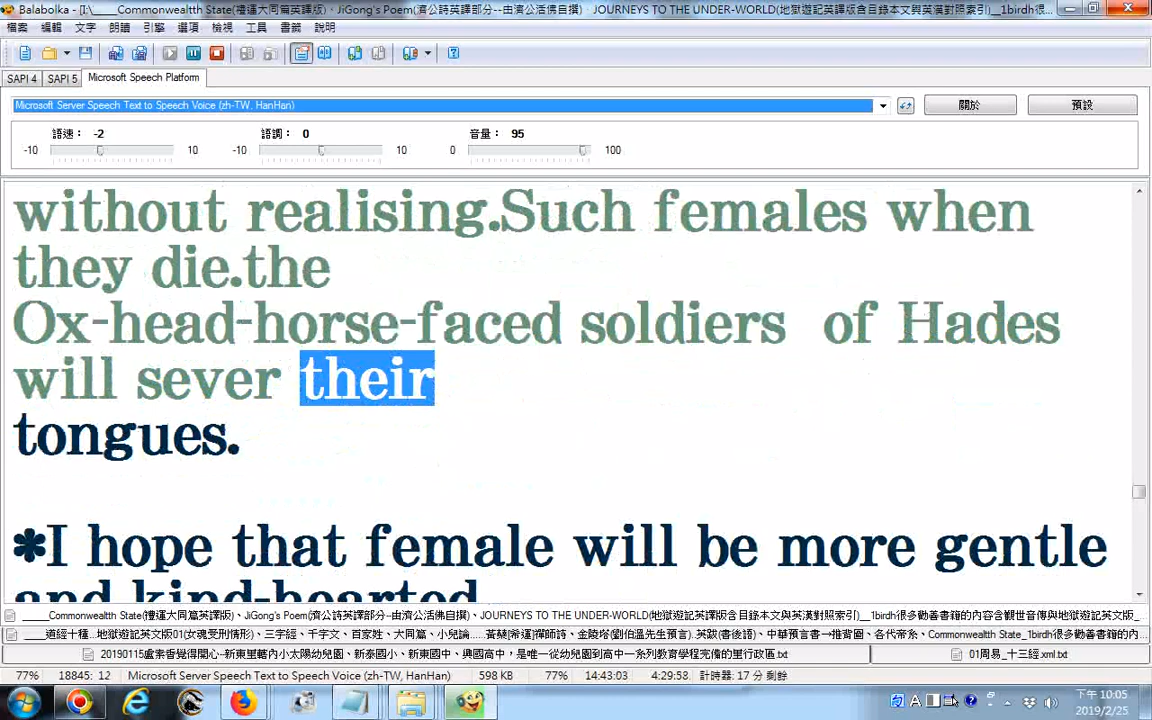 Balabolka - [I:\_____Commonwealtth State(禮運大同篇英譯版)、JiGong's Poem(濟公詩英譯部分--由濟公活佛自撰)、JOURNEYS TO THE UNDER-WORLD(地獄遊記英譯版含目錄本文與英漢對照索引)__1birdh很...
檔案 編輯 文字 朗讀 引擎 選項 檢視 工具 書籤 說明
SAPI 4 SAPI 5 Microsoft Speech Platform
Microsoft Server Speech Text to Speech Voice (zh-TW, HanHan) 關於 預設
語速： -2 語調： 0 音量： 95
-10 10 -10 10 0 100
without realising.Such females when
they die.the
Ox-head-horse-faced soldiers of Hades
will sever their
tongues.
*I hope that female will be more gentle
and kind-hearted
_____Commonwealtth State(禮運大同篇英譯版)、JiGong's Poem(濟公詩英譯部分--由濟公活佛自撰)、JOURNEYS TO THE UNDER-WORLD(地獄遊記英譯版含目錄本文與英漢對照索引)__1birdh很多勸善書籍的內容含觀世音傳與地獄遊記英文版_
____道經十種...地獄遊記英文版01(女魂受刑情形)、三字經、千字文、百家姓、大同篇、小兒論......黃蘗[希運]禪師詩、金陵塔(劉伯溫先生預言).英歎(書後語)、中華預言書一推背圖、各代帝系、Commonwealth State_1birdh很多勸善書籍的內...
20190115盧素香覺得開心--新東里轄內小太陽幼兒園、新泰國小、新東國中、興國高中，是唯一從幼兒園到高中一系列教育學程完備的里行政區.txt 01周易_十三經.xml.txt
77% 18845: 12 Microsoft Server Speech Text to Speech Voice (zh-TW, HanHan) 598 KB 77% 14:43:03 4:29:58. 計時器: 17 分 剩餘
下午 10:05
2019/2/25